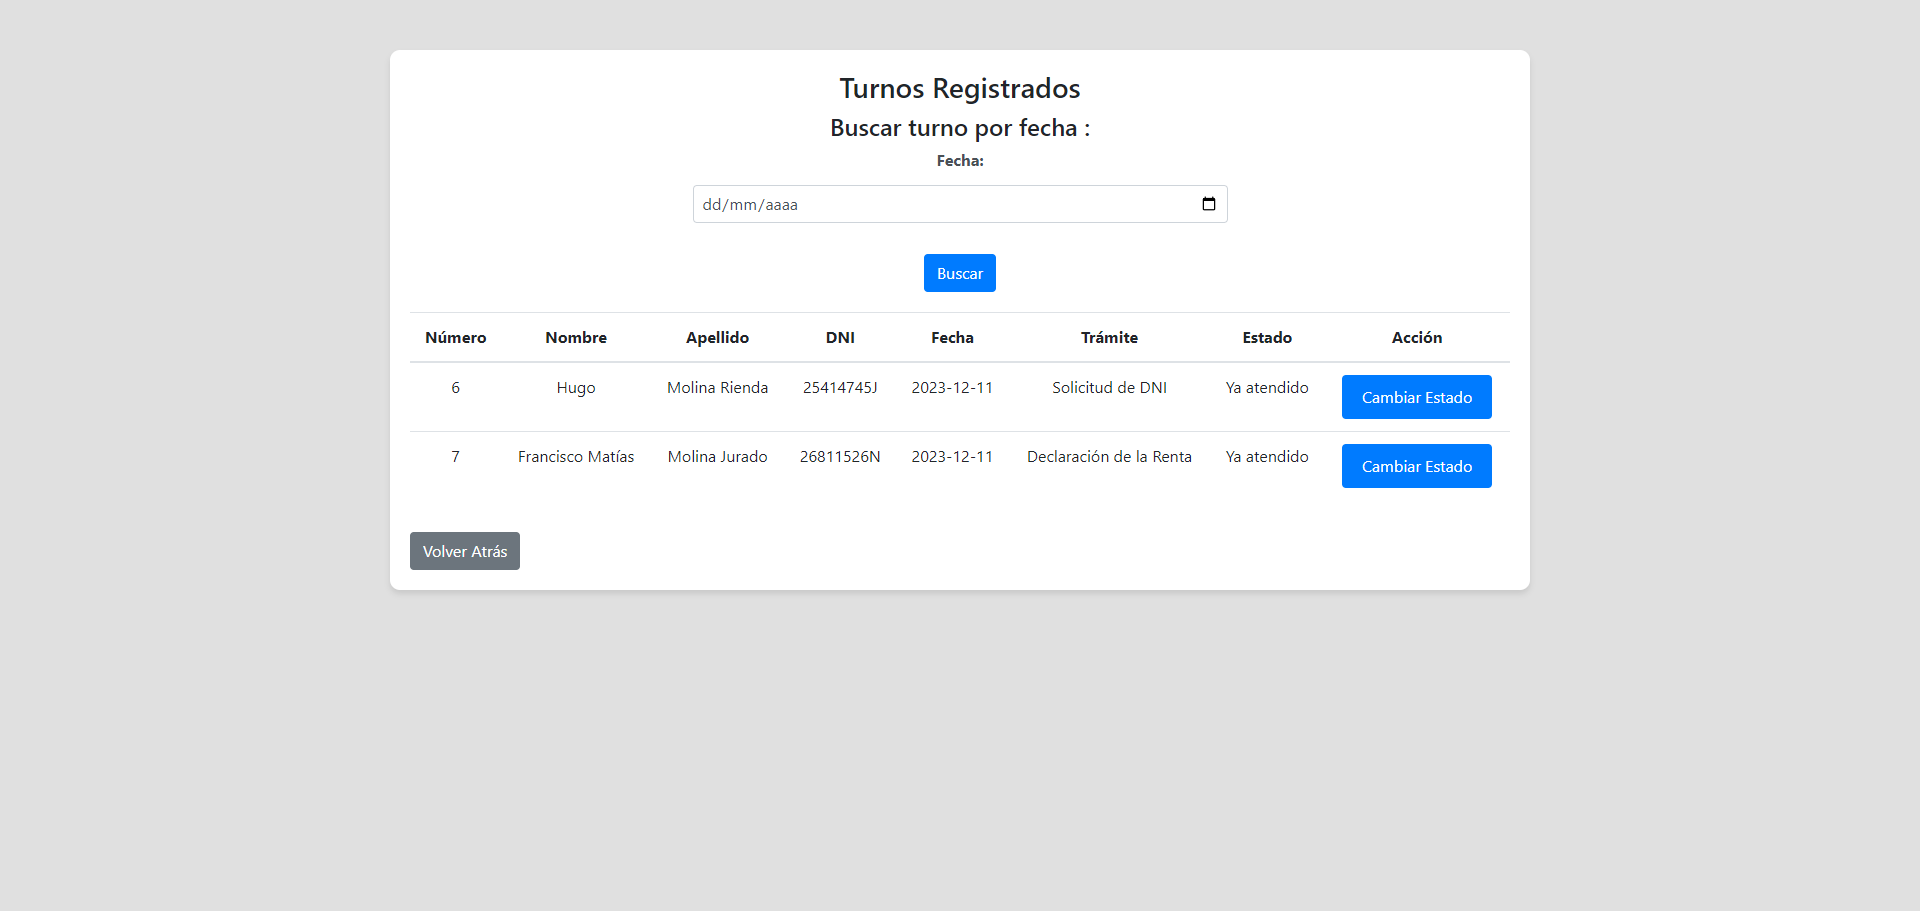 Turnos Registrados
Buscar turno por fecha :
Fecha:
dd/mm/aaaa
Buscar
Número Nombre Apellido DNI Fecha Trámite Estado Acción
6 Hugo Molina Rienda 25414745J 2023-12-11 Solicitud de DNI Ya atendido Cambiar Estado
7 Francisco Matías Molina Jurado 26811526N 2023-12-11 Declaración de la Renta Ya atendido Cambiar Estado
Volver Atrás